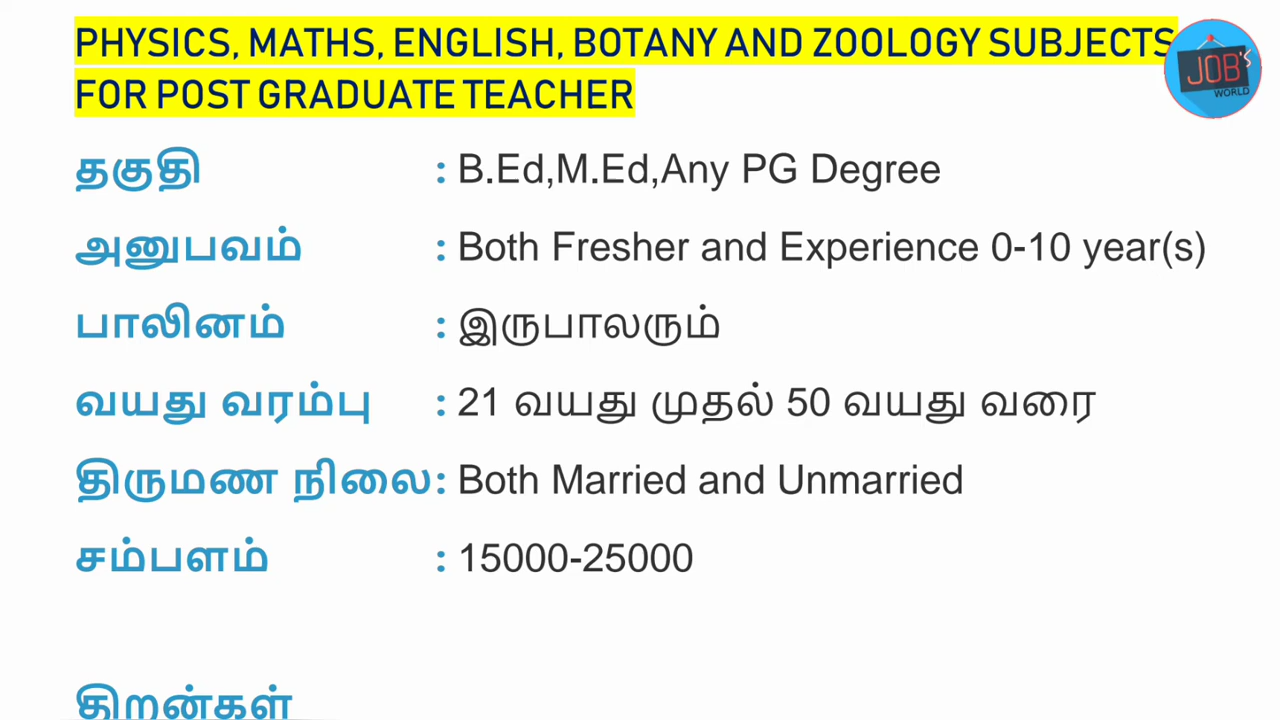 PHYSICS, MATHS, ENGLISH, BOTANY AND ZOOLOGY SUBJECTS
FOR POST GRADUATE TEACHER
JOB'S
WORLD
தகுதி : B.Ed,M.Ed,Any PG Degree
அனுபவம் : Both Fresher and Experience 0-10 year(s)
பாலினம் : இருபாலரும்
வயது வரம்பு : 21 வயது முதல் 50 வயது வரை
திருமண நிலை : Both Married and Unmarried
சம்பளம் : 15000-25000
திறன்கள்